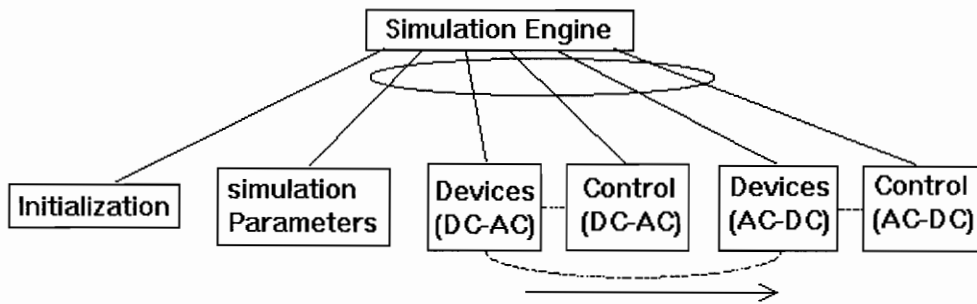 Simulation Engine
Initialization
simulation
Parameters
Devices
(DC-AC)
Control
(DC-AC)
Devices
(AC-DC)
Control
(AC-DC)